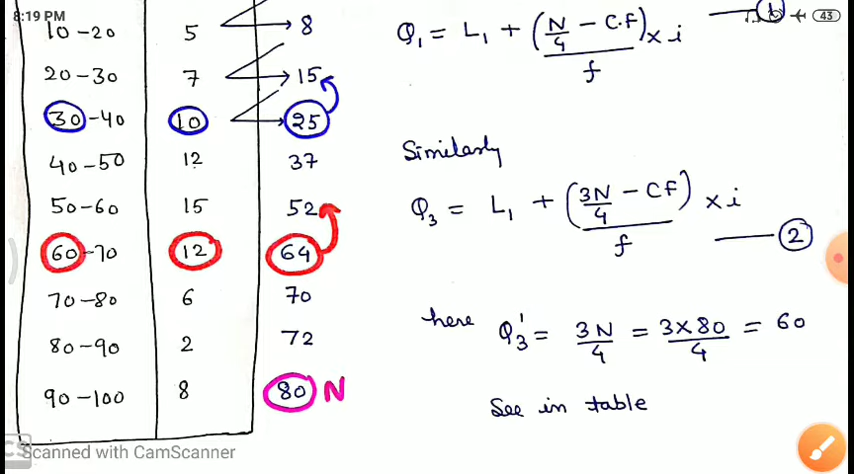 8:19 PM 43
10-20 5 8
20-30 7 15
30-40 10 25
40-50 12 37
50-60 15 52
60-70 12 64
70-80 6 70
80-90 2 72
90-100 8 80 N
Q₁ = L₁ + (N/4 - C.f)/f × i — 1
Similarly
Q₃ = L₁ + (3N/4 - Cf)/f × i — 2
here Q₃' = 3N/4 = 3×80/4 = 60
See in table
CS Scanned with CamScanner